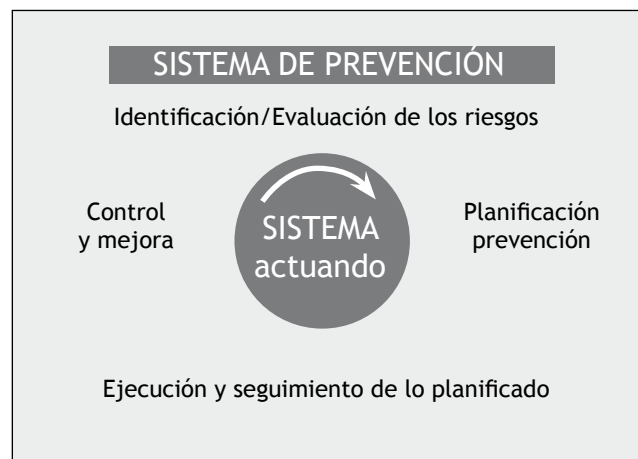 SISTEMA DE PREVENCIÓN
Identificación/Evaluación de los riesgos
Control
y mejora
SISTEMA
actuando
Planificación
prevención
Ejecución y seguimiento de lo planificado